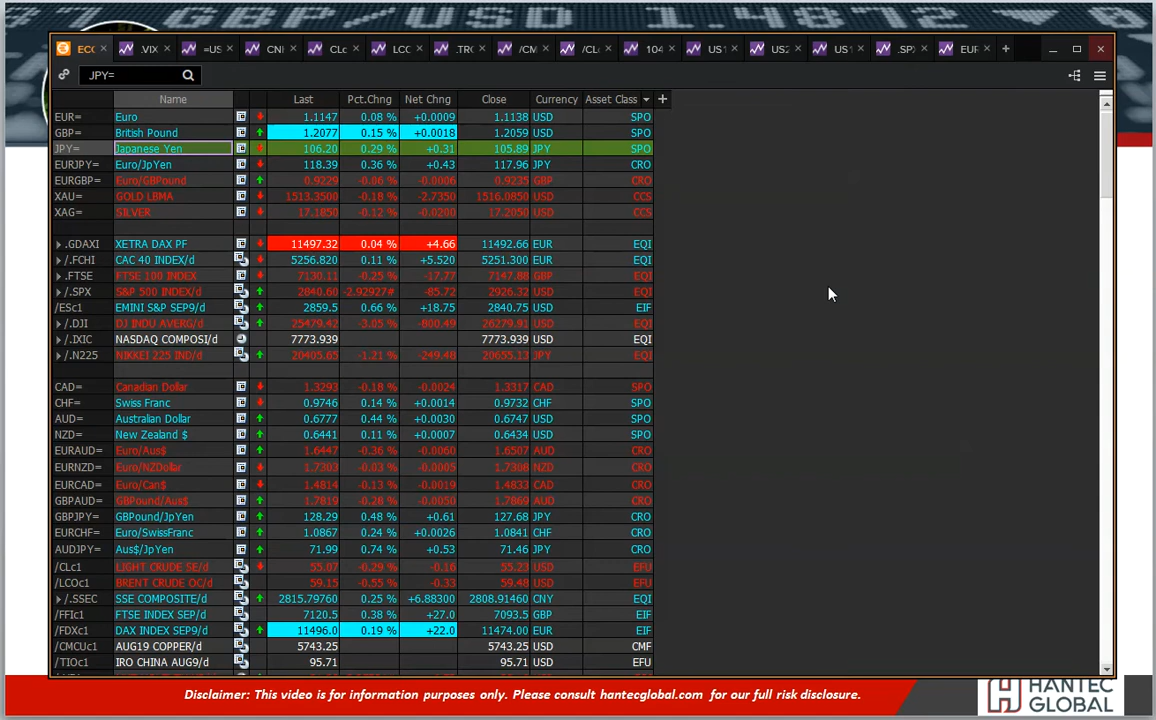 GBP/USD 1.4742
ECO .VIX =US CNI CLc LCC .TRC /CM /CLc 104 US1 US2 US1 .SPX EUR
JPY=
Name Last Pct.Chng Net Chng Close Currency Asset Class
EUR= Euro 1.1147 0.08 % +0.0009 1.1138 USD SPO
GBP= British Pound 1.2077 0.15 % +0.0018 1.2059 USD SPO
JPY= Japanese Yen 106.20 0.29 % +0.31 105.89 JPY SPO
EURJPY= Euro/JpYen 118.39 0.36 % +0.43 117.96 JPY CRO
EURGBP= Euro/GBPound 0.9229 -0.06 % -0.0006 0.9235 GBP CRO
XAU= GOLD LBMA 1513.3500 -0.18 % -2.7350 1516.0850 USD CCS
XAG= SILVER 17.1850 -0.12 % -0.0200 17.2050 USD CCS
.GDAXI XETRA DAX PF 11497.32 0.04 % +4.66 11492.66 EUR EQI
/.FCHI CAC 40 INDEX/d 5256.820 0.11 % +5.520 5251.300 EUR EQI
.FTSE FTSE 100 INDEX 7130.11 -0.25 % -17.77 7147.88 GBP EQI
/.SPX S&P 500 INDEX/d 2840.60 -2.92927# -85.72 2926.32 USD EQI
/ESc1 EMINI S&P SEP9/d 2859.5 0.66 % +18.75 2840.75 USD EIF
/.DJI DJ INDU AVERG/d 25479.42 -3.05 % -800.49 26279.91 USD EQI
/.IXIC NASDAQ COMPOSI/d 7773.939 7773.939 USD EQI
/.N225 NIKKEI 225 IND/d 20405.65 -1.21 % -249.48 20655.13 JPY EQI
CAD= Canadian Dollar 1.3293 -0.18 % -0.0024 1.3317 CAD SPO
CHF= Swiss Franc 0.9746 0.14 % +0.0014 0.9732 CHF SPO
AUD= Australian Dollar 0.6777 0.44 % +0.0030 0.6747 USD SPO
NZD= New Zealand $ 0.6441 0.11 % +0.0007 0.6434 USD SPO
EURAUD= Euro/Aus$ 1.6447 -0.36 % -0.0060 1.6507 AUD CRO
EURNZD= Euro/NZDollar 1.7303 -0.03 % -0.0005 1.7308 NZD CRO
EURCAD= Euro/Can$ 1.4814 -0.13 % -0.0019 1.4833 CAD CRO
GBPAUD= GBPound/Aus$ 1.7819 -0.28 % -0.0050 1.7869 AUD CRO
GBPJPY= GBPound/JpYen 128.29 0.48 % +0.61 127.68 JPY CRO
EURCHF= Euro/SwissFranc 1.0867 0.24 % +0.0026 1.0841 CHF CRO
AUDJPY= Aus$/JpYen 71.99 0.74 % +0.53 71.46 JPY CRO
/CLc1 LIGHT CRUDE SE/d 55.07 -0.29 % -0.16 55.23 USD EFU
/LCOc1 BRENT CRUDE OC/d 59.15 -0.55 % -0.33 59.48 USD EFU
/.SSEC SSE COMPOSITE/d 2815.79760 0.25 % +6.88300 2808.91460 CNY EQI
/FFIc1 FTSE INDEX SEP/d 7120.5 0.38 % +27.0 7093.5 GBP EIF
/FDXc1 DAX INDEX SEP9/d 11496.0 0.19 % +22.0 11474.00 EUR EIF
/CMCUc1 AUG19 COPPER/d 5743.25 5743.25 USD CMF
/TIOc1 IRO CHINA AUG9/d 95.71 95.71 USD EFU
Disclaimer: This video is for information purposes only. Please consult hantecglobal.com for our full risk disclosure.
HANTEC
GLOBAL